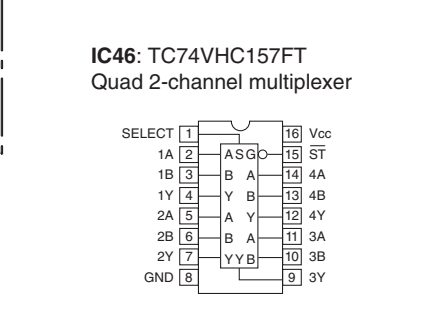 IC46: TC74VHC157FT
Quad 2-channel multiplexer
SELECT 1 16 Vcc
1A 2 A S G 15 ST
1B 3 B A 14 4A
1Y 4 Y B 13 4B
2A 5 A Y 12 4Y
2B 6 B A 11 3A
2Y 7 Y Y B 10 3B
GND 8 9 3Y